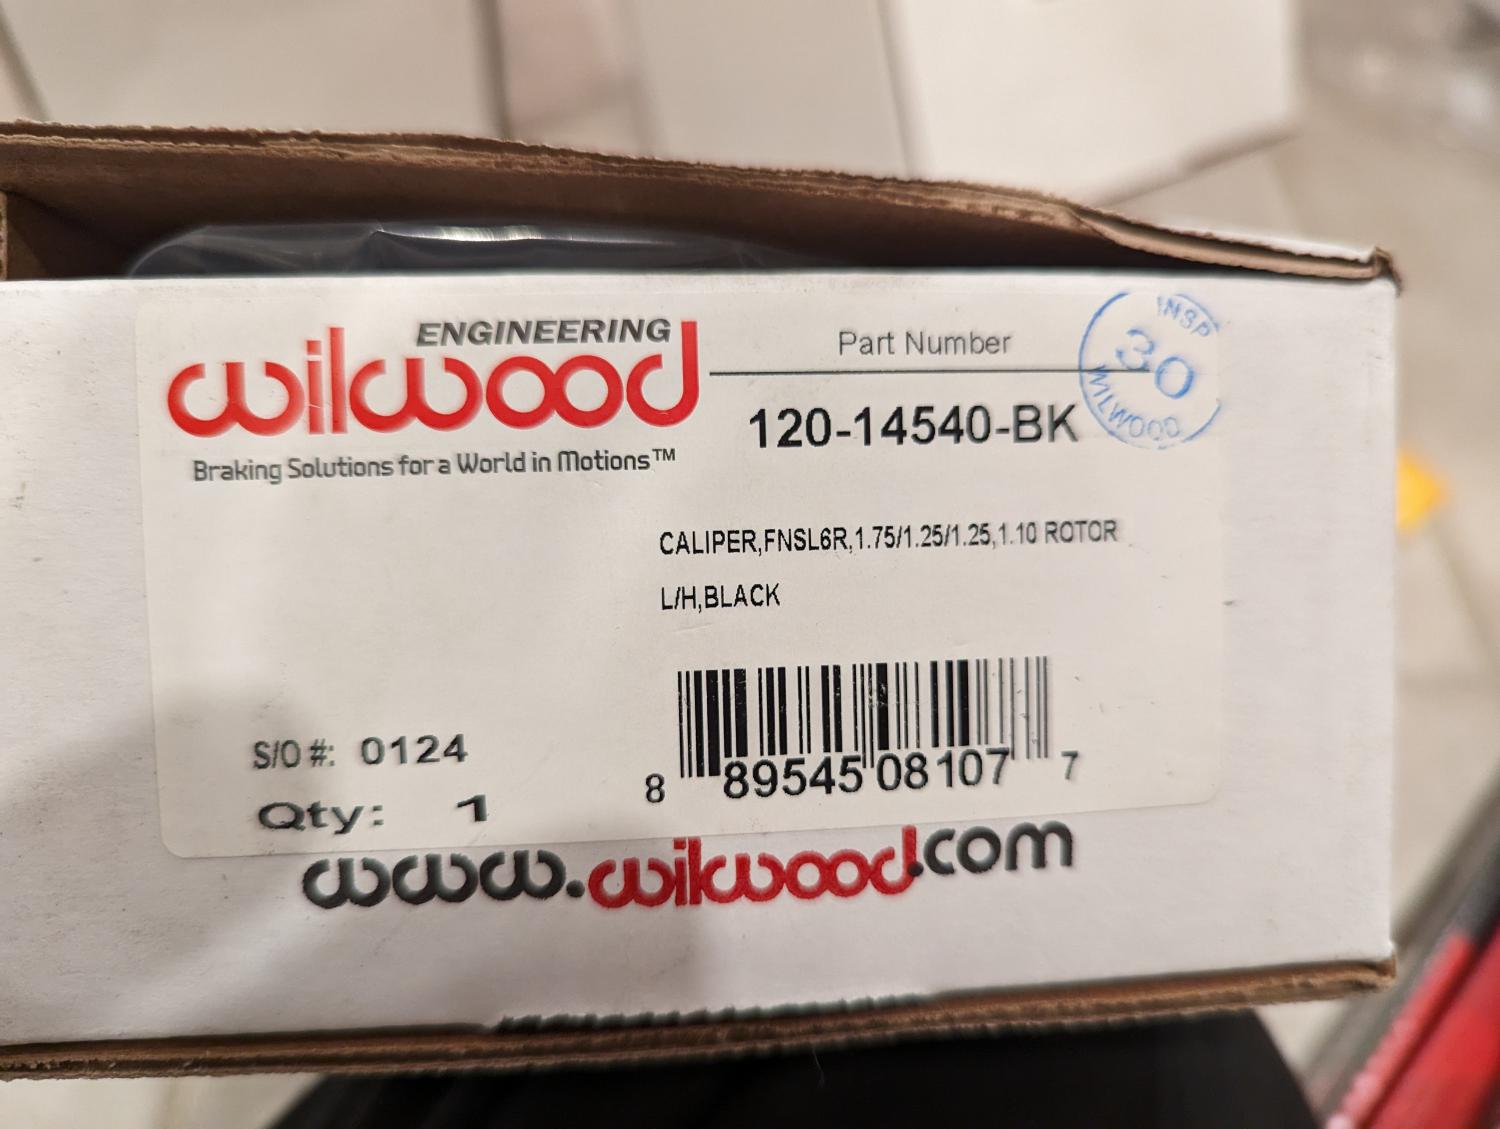 ENGINEERING
wilwood
Braking Solutions for a World in Motions™
Part Number
120-14540-BK
INSP
30
WILWOOD
CALIPER,FNSL6R,1.75/1.25/1.25,1.10 ROTOR
L/H,BLACK
S/O #: 0124
Qty: 1
8 89545 08107 7
www.wilwood.com